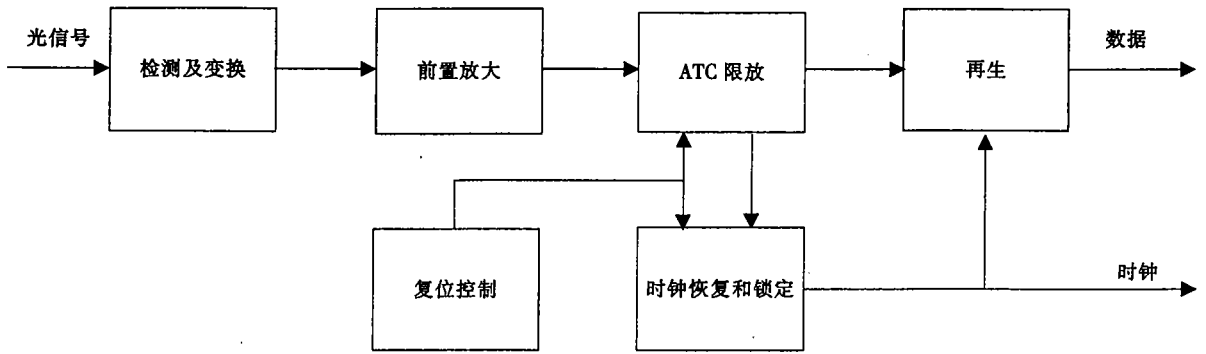 光信号
检测及变换
前置放大
ATC 限放
再生
数据
复位控制
时钟恢复和锁定
时钟